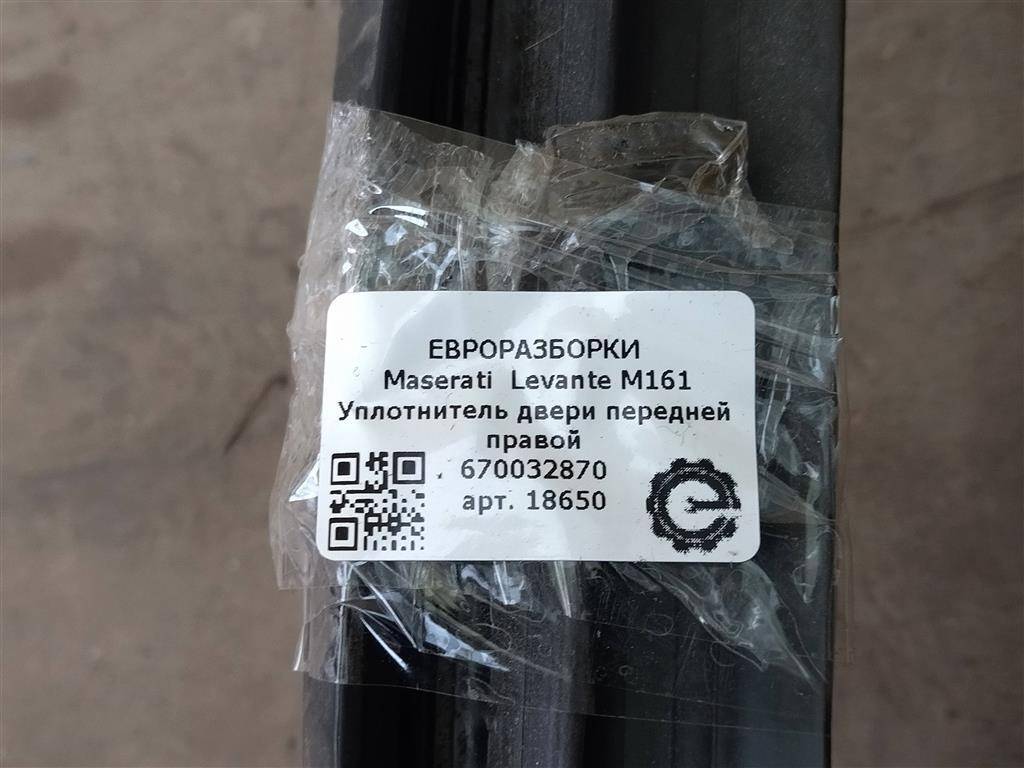 ЕВРОРАЗБОРКИ
Maserati Levante M161
Уплотнитель двери передней
правой
. 670032870
арт. 18650